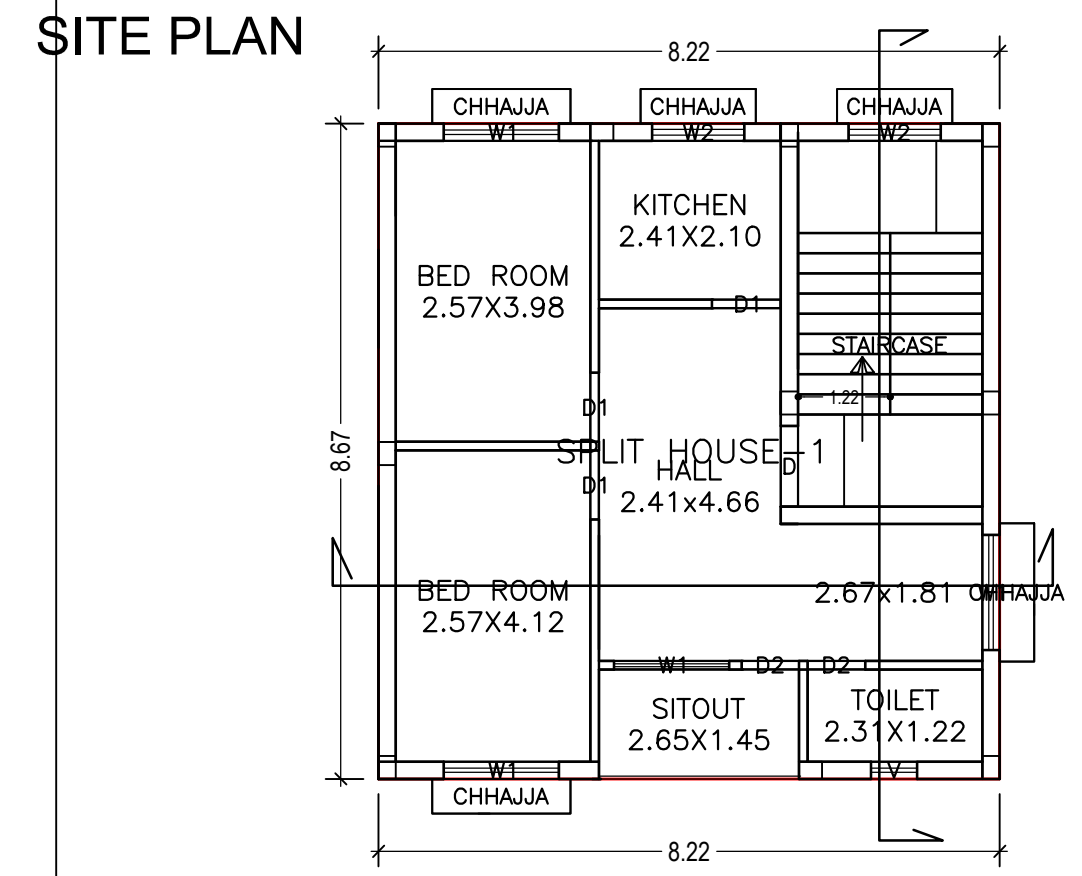 SITE PLAN
8.22
CHHAJJA
CHHAJJA
CHHAJJA
W1
W2
W2
KITCHEN
2.41X2.10
BED ROOM
2.57X3.98
D1
STAIRCASE
1.22
D1
8.67
SPLIT HOUSE-1
HALL
D
D1
2.41x4.66
BED ROOM
2.57X4.12
2.67x1.81
CHHAJJA
W1
D2
D2
SITOUT
2.65X1.45
TOILET
2.31X1.22
W1
V
CHHAJJA
8.22